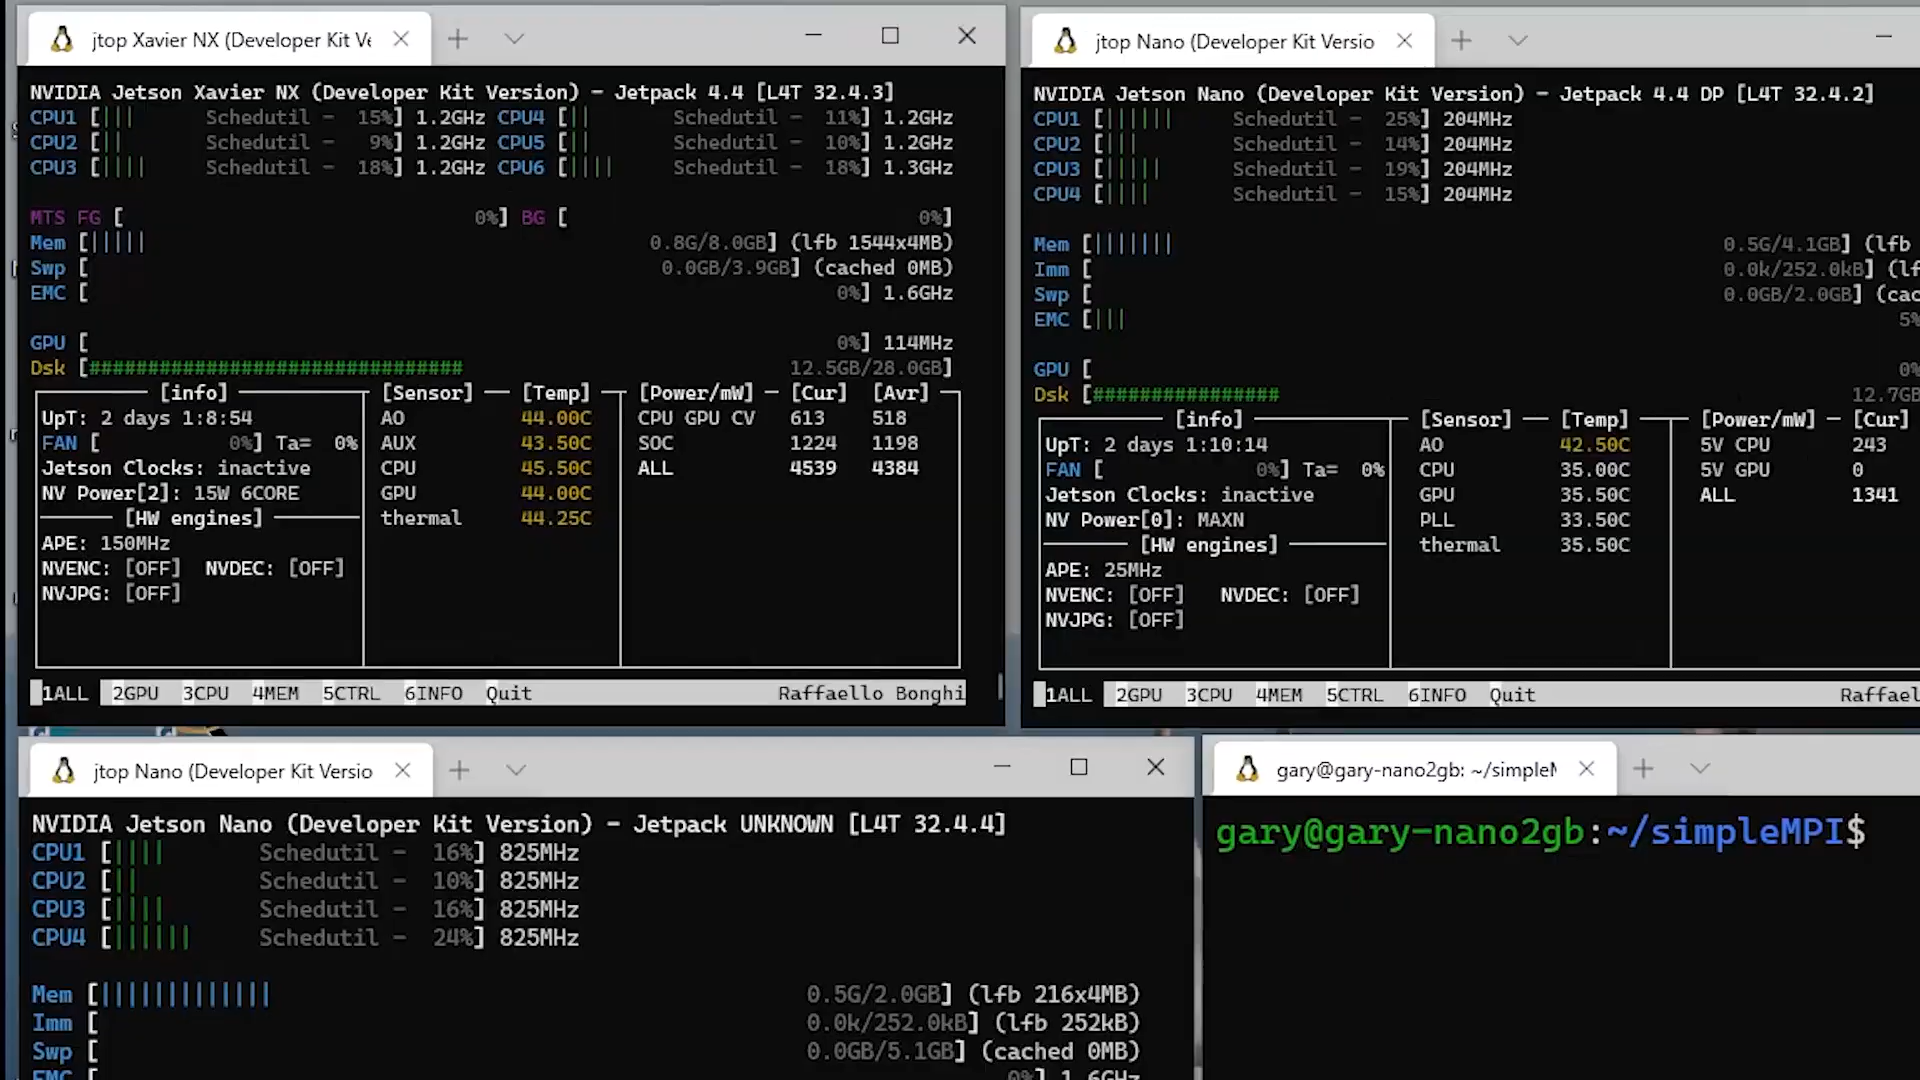 jtop Xavier NX (Developer Kit Ve
NVIDIA Jetson Xavier NX (Developer Kit Version) - Jetpack 4.4 [L4T 32.4.3]
CPU1 [||| Schedutil - 15%] 1.2GHz CPU4 [|| Schedutil - 11%] 1.2GHz
CPU2 [|| Schedutil - 9%] 1.2GHz CPU5 [|| Schedutil - 10%] 1.2GHz
CPU3 [|||| Schedutil - 18%] 1.2GHz CPU6 [|||| Schedutil - 18%] 1.3GHz
MTS FG [ 0%] BG [ 0%]
Mem [||||| 0.8G/8.0GB] (lfb 1544x4MB)
Swp [ 0.0GB/3.9GB] (cached 0MB)
EMC [ 0%] 1.6GHz
GPU [ 0%] 114MHz
Dsk [################################ 12.5GB/28.0GB]
[info] [Sensor] [Temp] [Power/mW] [Cur] [Avr]
UpT: 2 days 1:8:54 AO 44.00C CPU GPU CV 613 518
FAN [ 0%] Ta= 0% AUX 43.50C SOC 1224 1198
Jetson Clocks: inactive CPU 45.50C ALL 4539 4384
NV Power[2]: 15W 6CORE GPU 44.00C
[HW engines] thermal 44.25C
APE: 150MHz
NVENC: [OFF] NVDEC: [OFF]
NVJPG: [OFF]
1ALL 2GPU 3CPU 4MEM 5CTRL 6INFO Quit Raffaello Bonghi
jtop Nano (Developer Kit Versio
NVIDIA Jetson Nano (Developer Kit Version) - Jetpack 4.4 DP [L4T 32.4.2]
CPU1 [|||||| Schedutil - 25%] 204MHz
CPU2 [||| Schedutil - 14%] 204MHz
CPU3 [||||| Schedutil - 19%] 204MHz
CPU4 [|||| Schedutil - 15%] 204MHz
Mem [||||||| 0.5G/4.1GB] (lfb
Imm [ 0.0k/252.0kB] (lf
Swp [ 0.0GB/2.0GB] (cac
EMC [||| 5%
GPU [ 0%
Dsk [################ 12.7GB
[info] [Sensor] [Temp] [Power/mW] [Cur]
UpT: 2 days 1:10:14 AO 42.50C 5V CPU 243
FAN [ 0%] Ta= 0% CPU 35.00C 5V GPU 0
Jetson Clocks: inactive GPU 35.50C ALL 1341
NV Power[0]: MAXN PLL 33.50C
[HW engines] thermal 35.50C
APE: 25MHz
NVENC: [OFF] NVDEC: [OFF]
NVJPG: [OFF]
1ALL 2GPU 3CPU 4MEM 5CTRL 6INFO Quit Raffael
jtop Nano (Developer Kit Versio
NVIDIA Jetson Nano (Developer Kit Version) - Jetpack UNKNOWN [L4T 32.4.4]
CPU1 [|||| Schedutil - 16%] 825MHz
CPU2 [|| Schedutil - 10%] 825MHz
CPU3 [|||| Schedutil - 16%] 825MHz
CPU4 [|||||| Schedutil - 24%] 825MHz
Mem [||||||||||||| 0.5G/2.0GB] (lfb 216x4MB)
Imm [ 0.0k/252.0kB] (lfb 252kB)
Swp [ 0.0GB/5.1GB] (cached 0MB)
EMC [ 0%] 1.6GHz
gary@gary-nano2gb: ~/simpleM
gary@gary-nano2gb:~/simpleMPI$